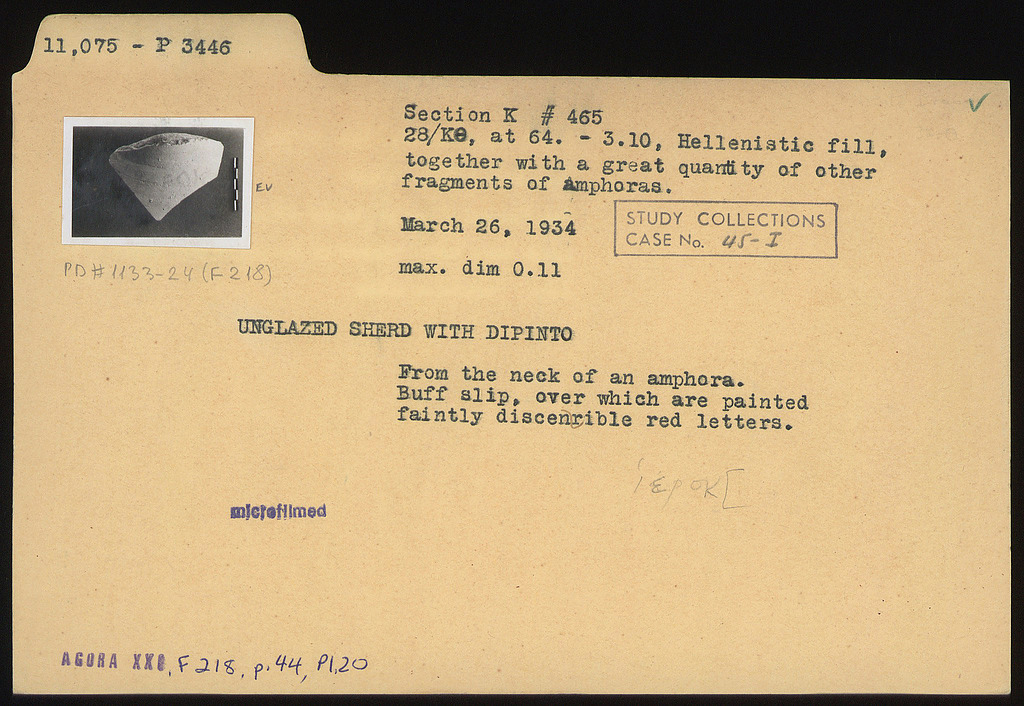 11,075 - P 3446
Section K # 465
28/ΚΘ, at 64. - 3.10, Hellenistic fill,
together with a great quantity of other
fragments of amphoras.
EU
March 26, 1934
STUDY COLLECTIONS
CASE No. 45-I
PD# 1133-24 (F 218)
max. dim 0.11
UNGLAZED SHERD WITH DIPINTO
From the neck of an amphora.
Buff slip, over which are painted
faintly discenrible red letters.
ἱεροκ[
microfilmed
AGORA XXI, F 218, p.44, Pl.20